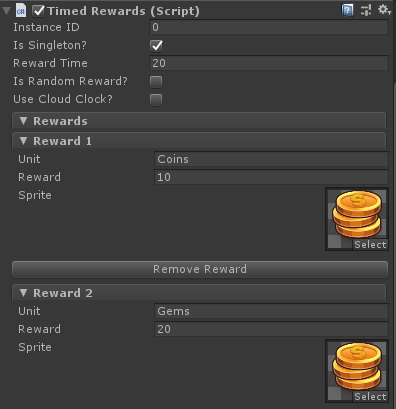 Timed Rewards (Script)
Instance ID 0
Is Singleton?
Reward Time 20
Is Random Reward?
Use Cloud Clock?
Rewards
Reward 1
Unit Coins
Reward 10
Sprite
Select
Remove Reward
Reward 2
Unit Gems
Reward 20
Sprite
Select